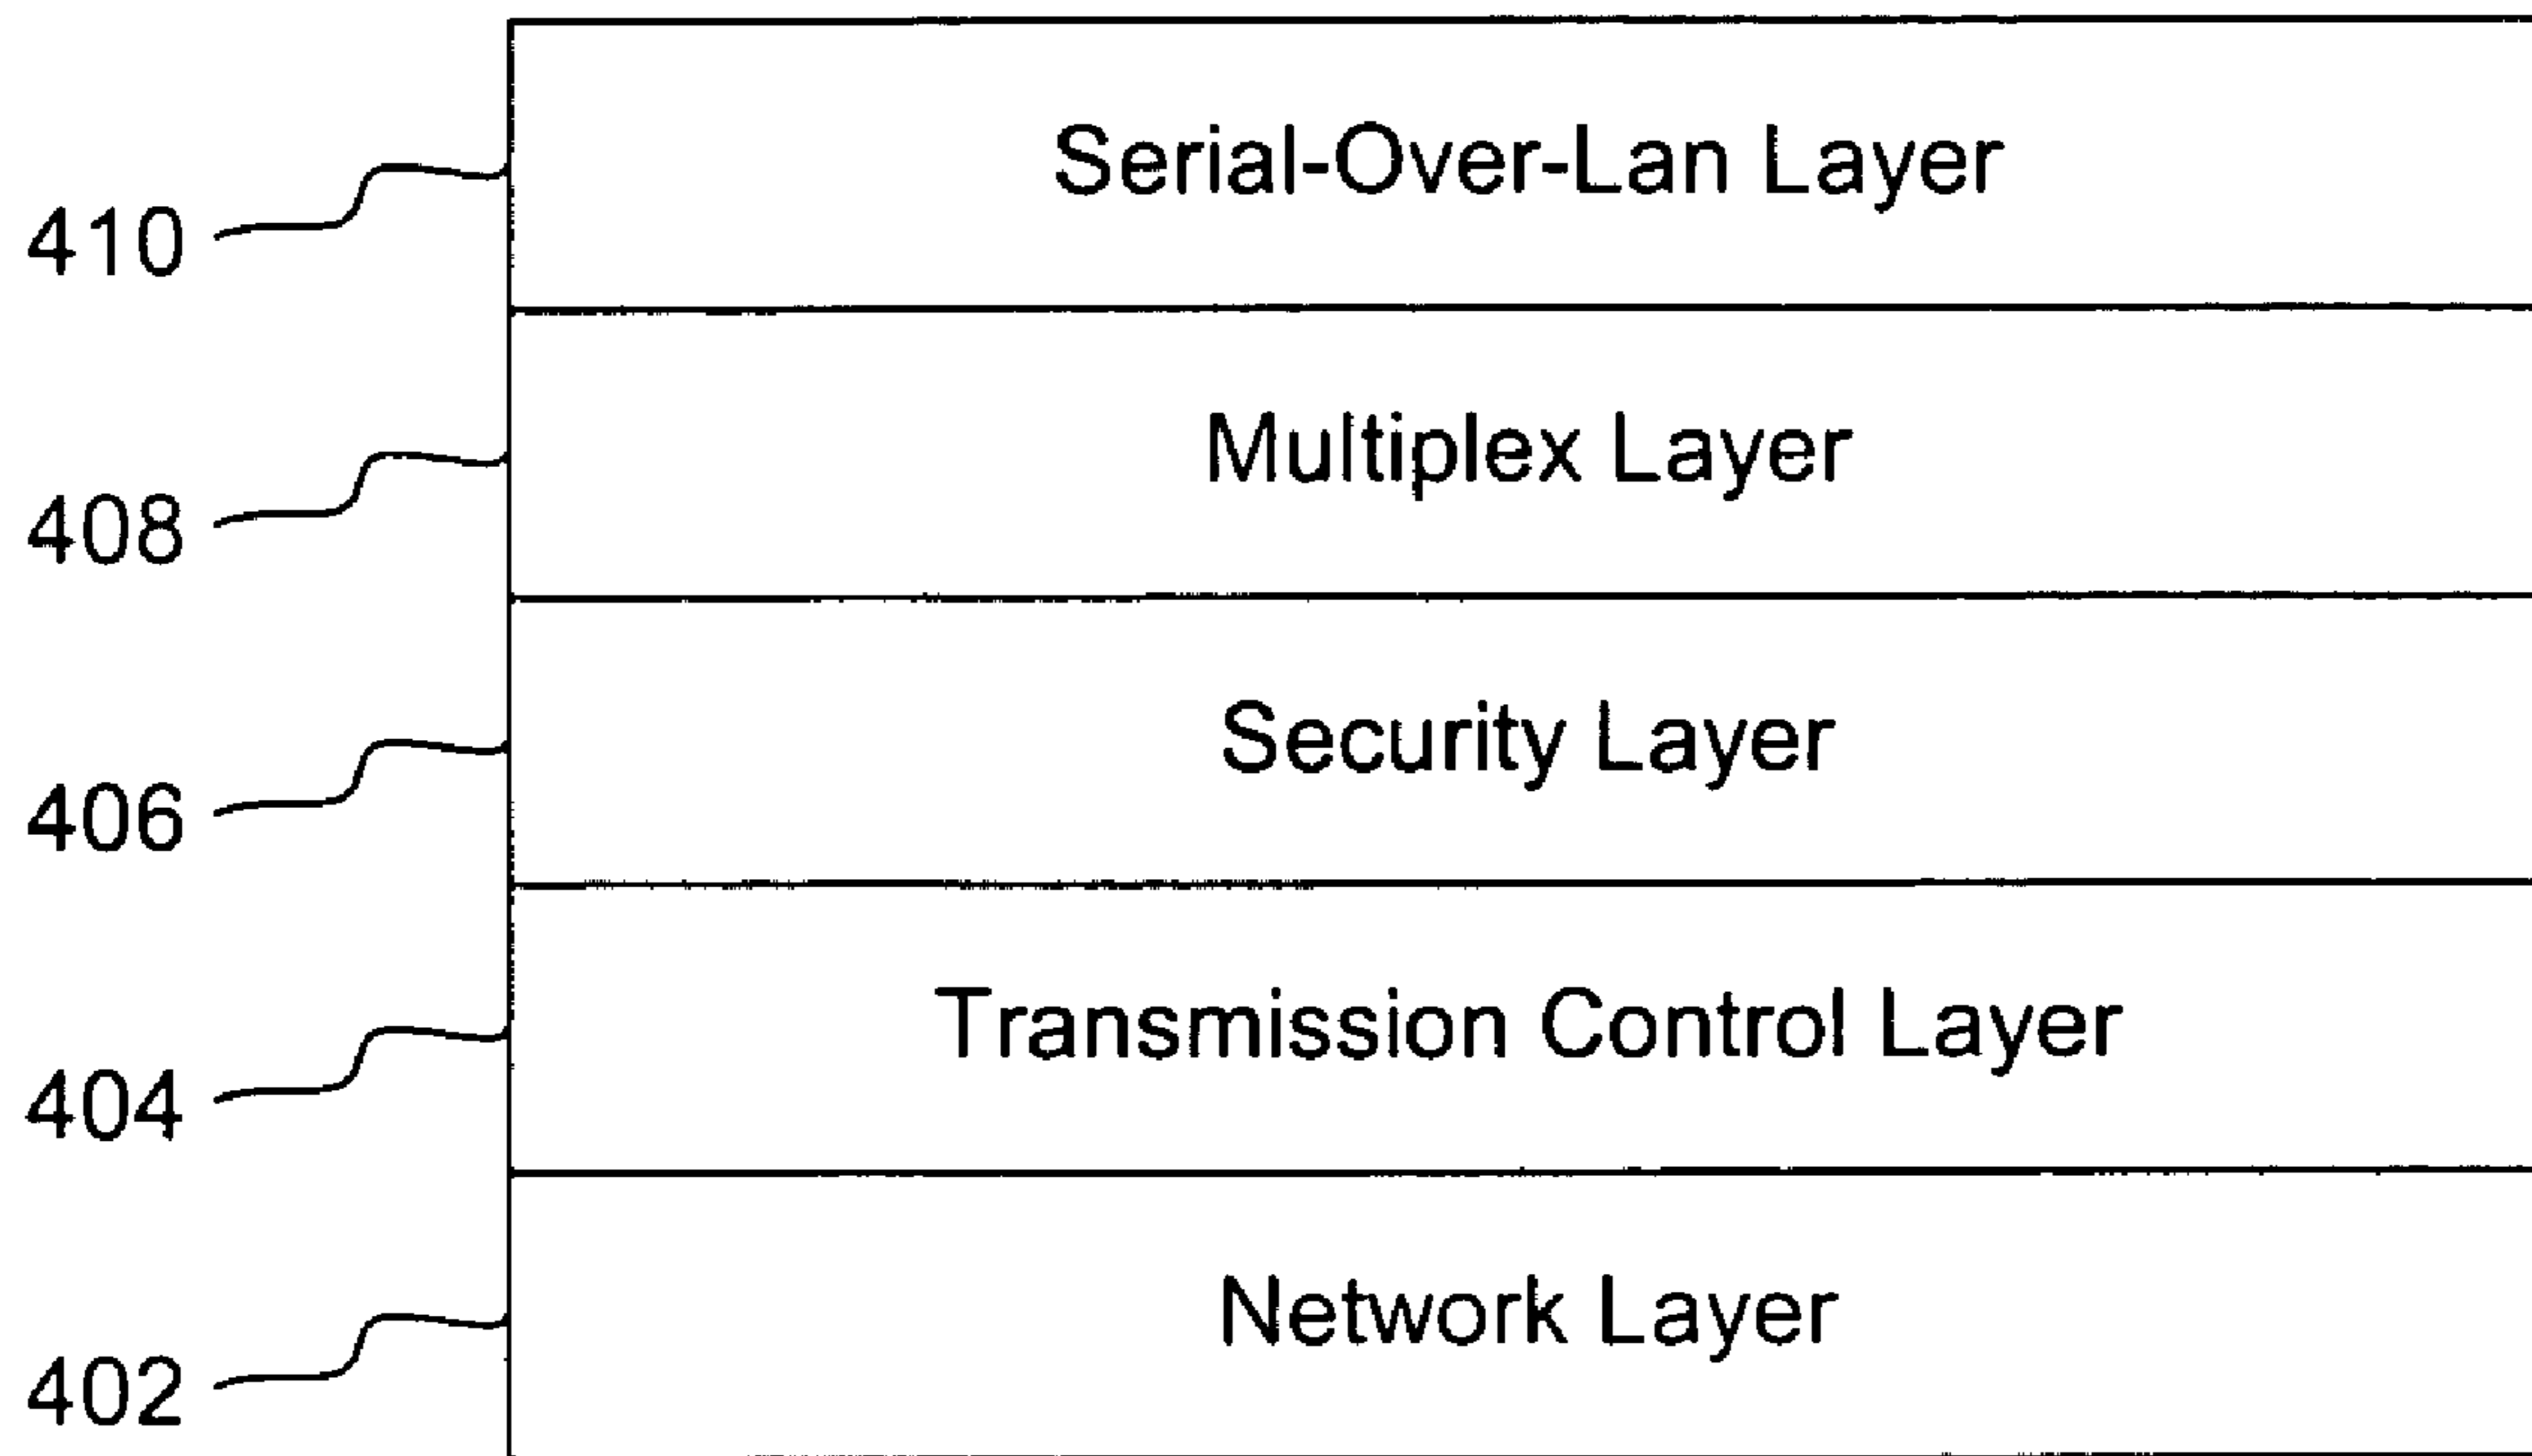 Serial-Over-Lan Layer
410
Multiplex Layer
408
Security Layer
406
Transmission Control Layer
404
Network Layer
402